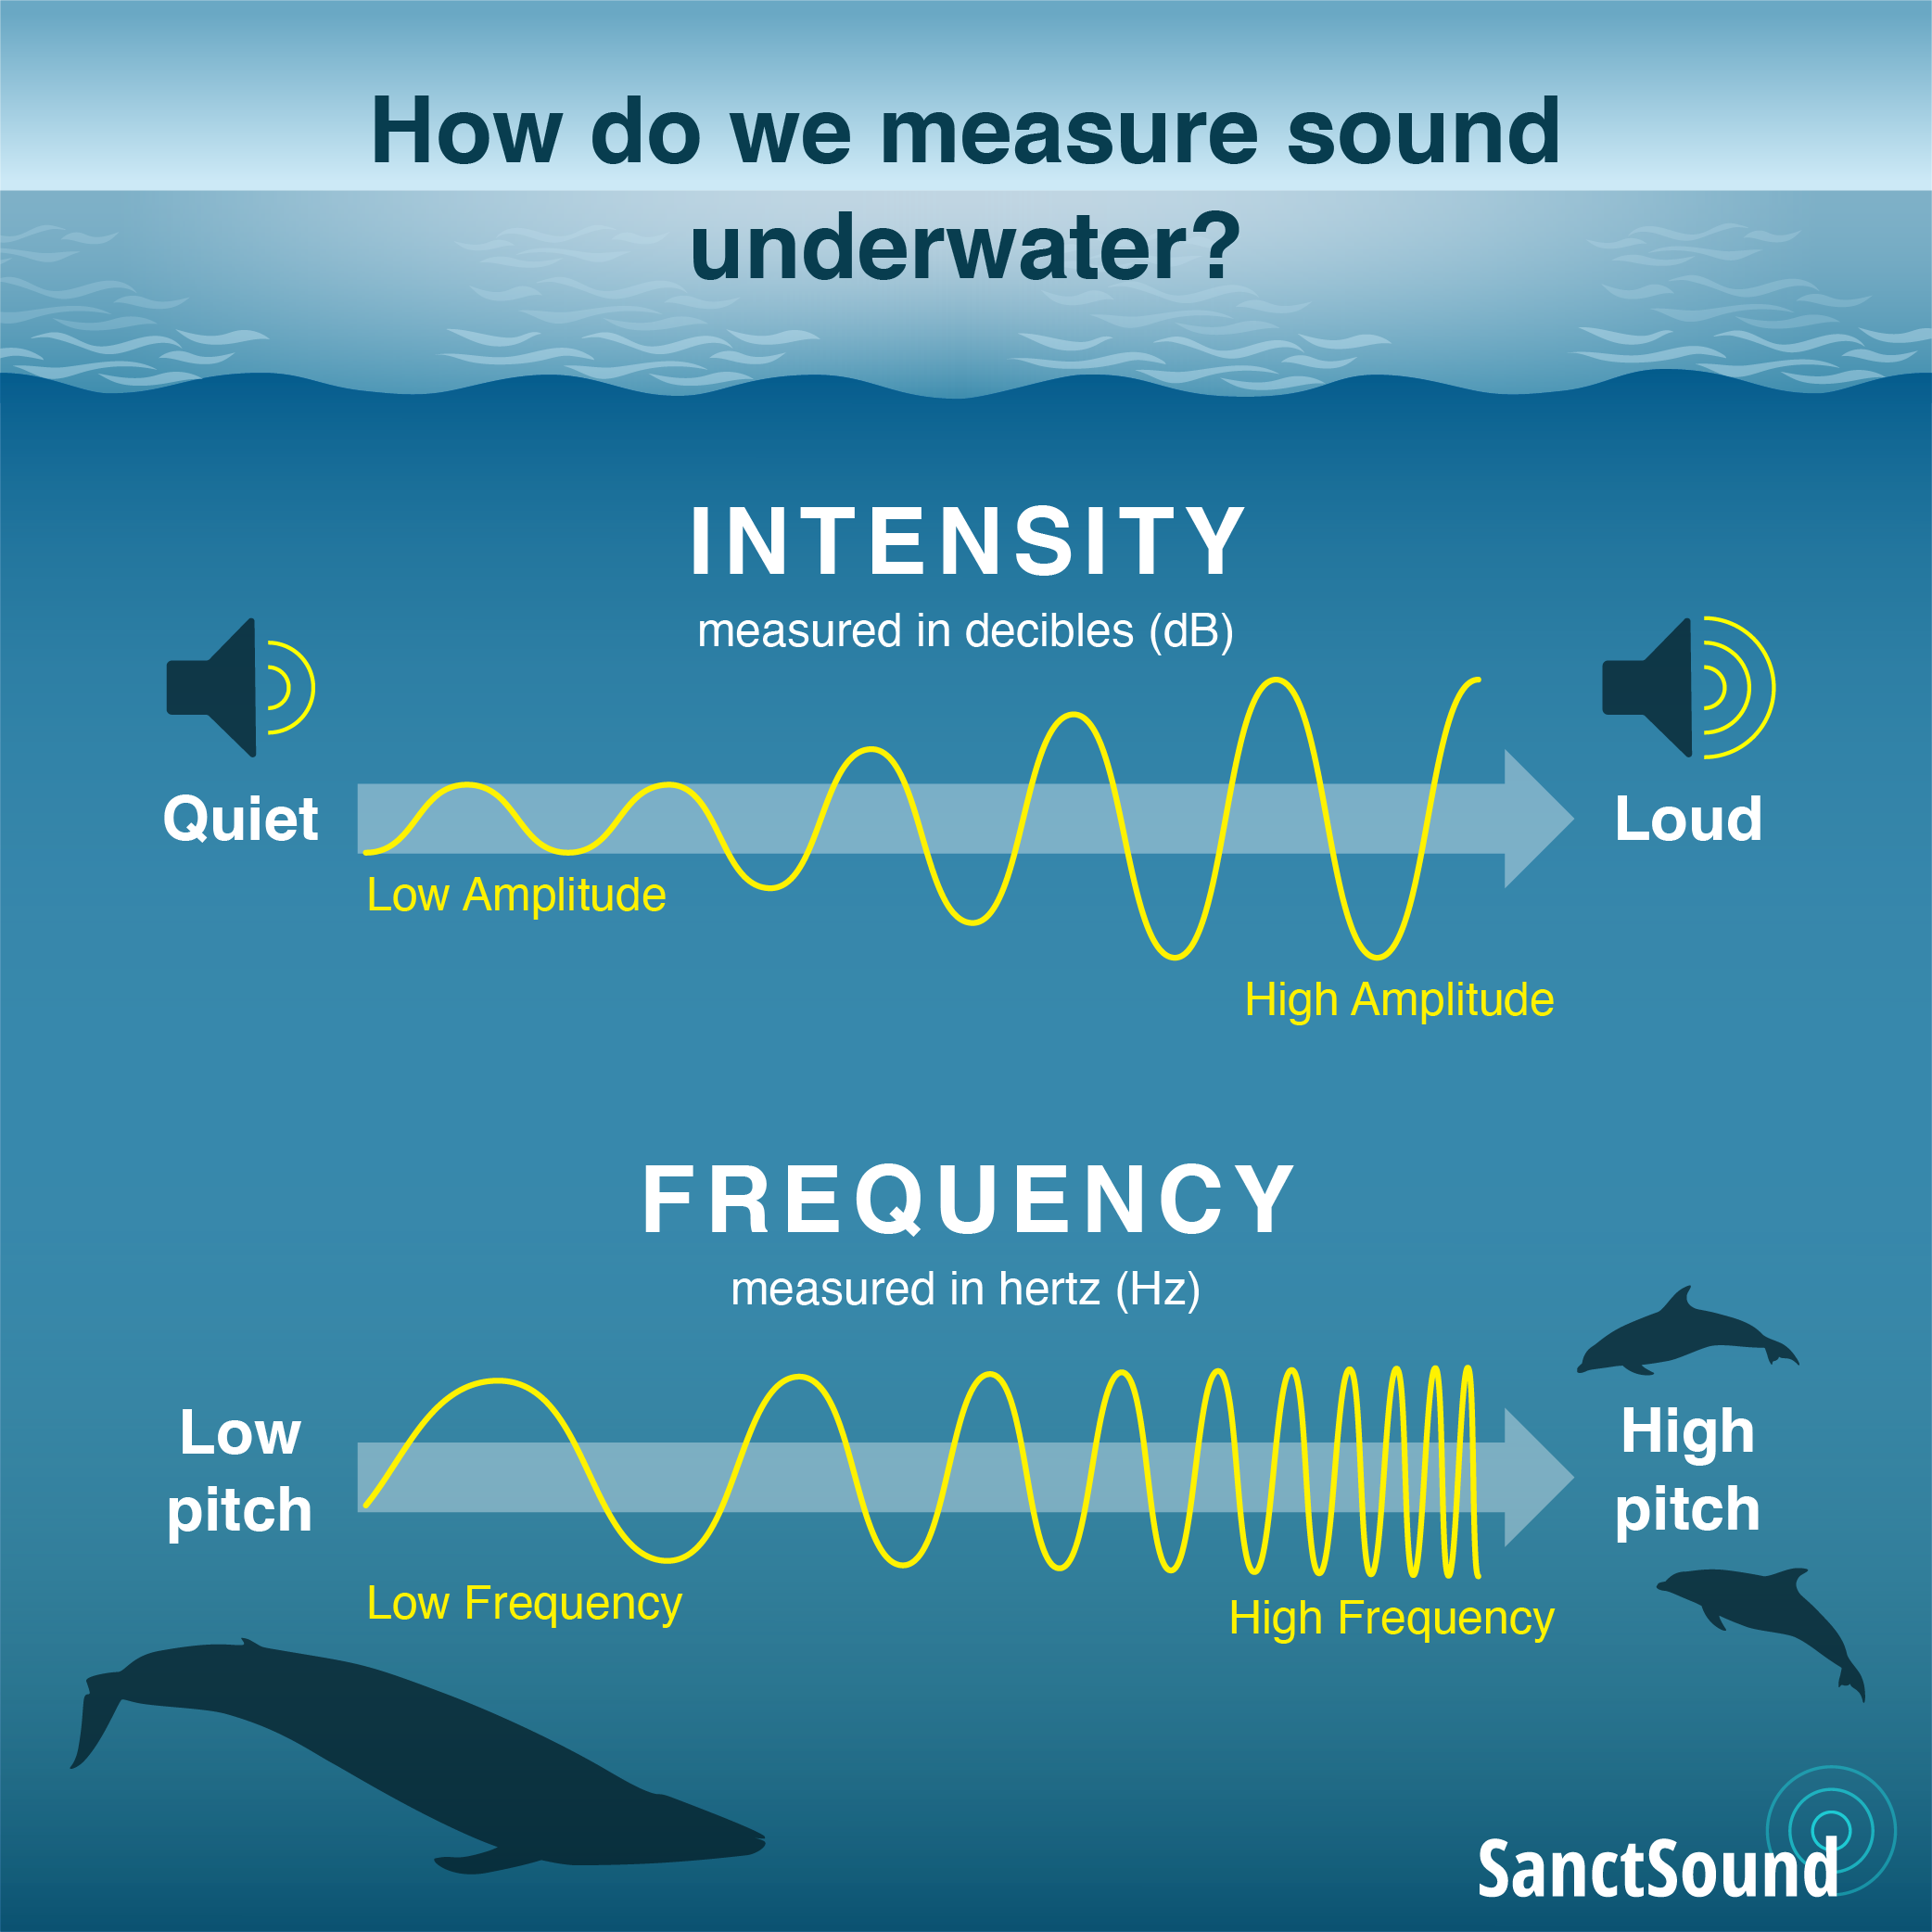 How do we measure sound
underwater?
INTENSITY
measured in decibles (dB)
Quiet
Loud
Low Amplitude
High Amplitude
FREQUENCY
measured in hertz (Hz)
Low
pitch
High
pitch
Low Frequency
High Frequency
SanctSound